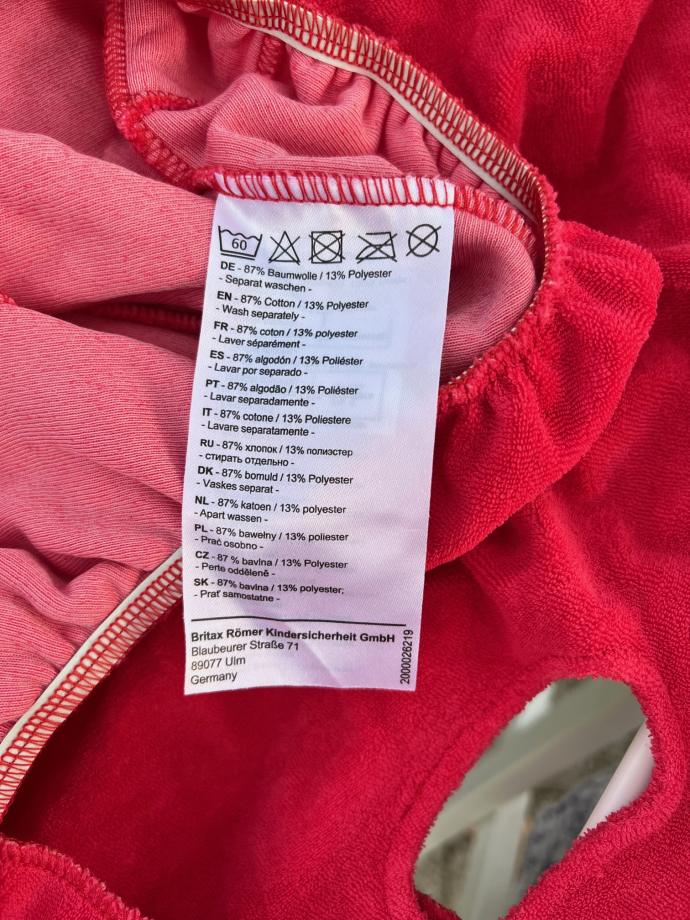 60
DE - 87% Baumwolle / 13% Polyester
- Separat waschen -
EN - 87% Cotton / 13% Polyester
- Wash separately -
FR - 87% coton / 13% polyester
- Laver séparément -
ES - 87% algodón / 13% Poliéster
- Lavar por separado -
PT - 87% algodão / 13% Poliéster
- Lavar separadamente -
IT - 87% cotone / 13% Poliestere
- Lavare separatamente -
RU - 87% хлопок / 13% полиэстер
- стирать отдельно -
DK - 87% bomuld / 13% Polyester
- Vaskes separat -
NL - 87% katoen / 13% polyester
- Apart wassen -
PL - 87% bawełny / 13% poliester
- Prać osobno -
CZ - 87 % bavlna / 13% Polyester
- Perte odděleně -
SK - 87% bavlna / 13% polyester;
- Prať samostatne -
Britax Römer Kindersicherheit GmbH
Blaubeurer Straße 71
89077 Ulm
Germany
2000026219